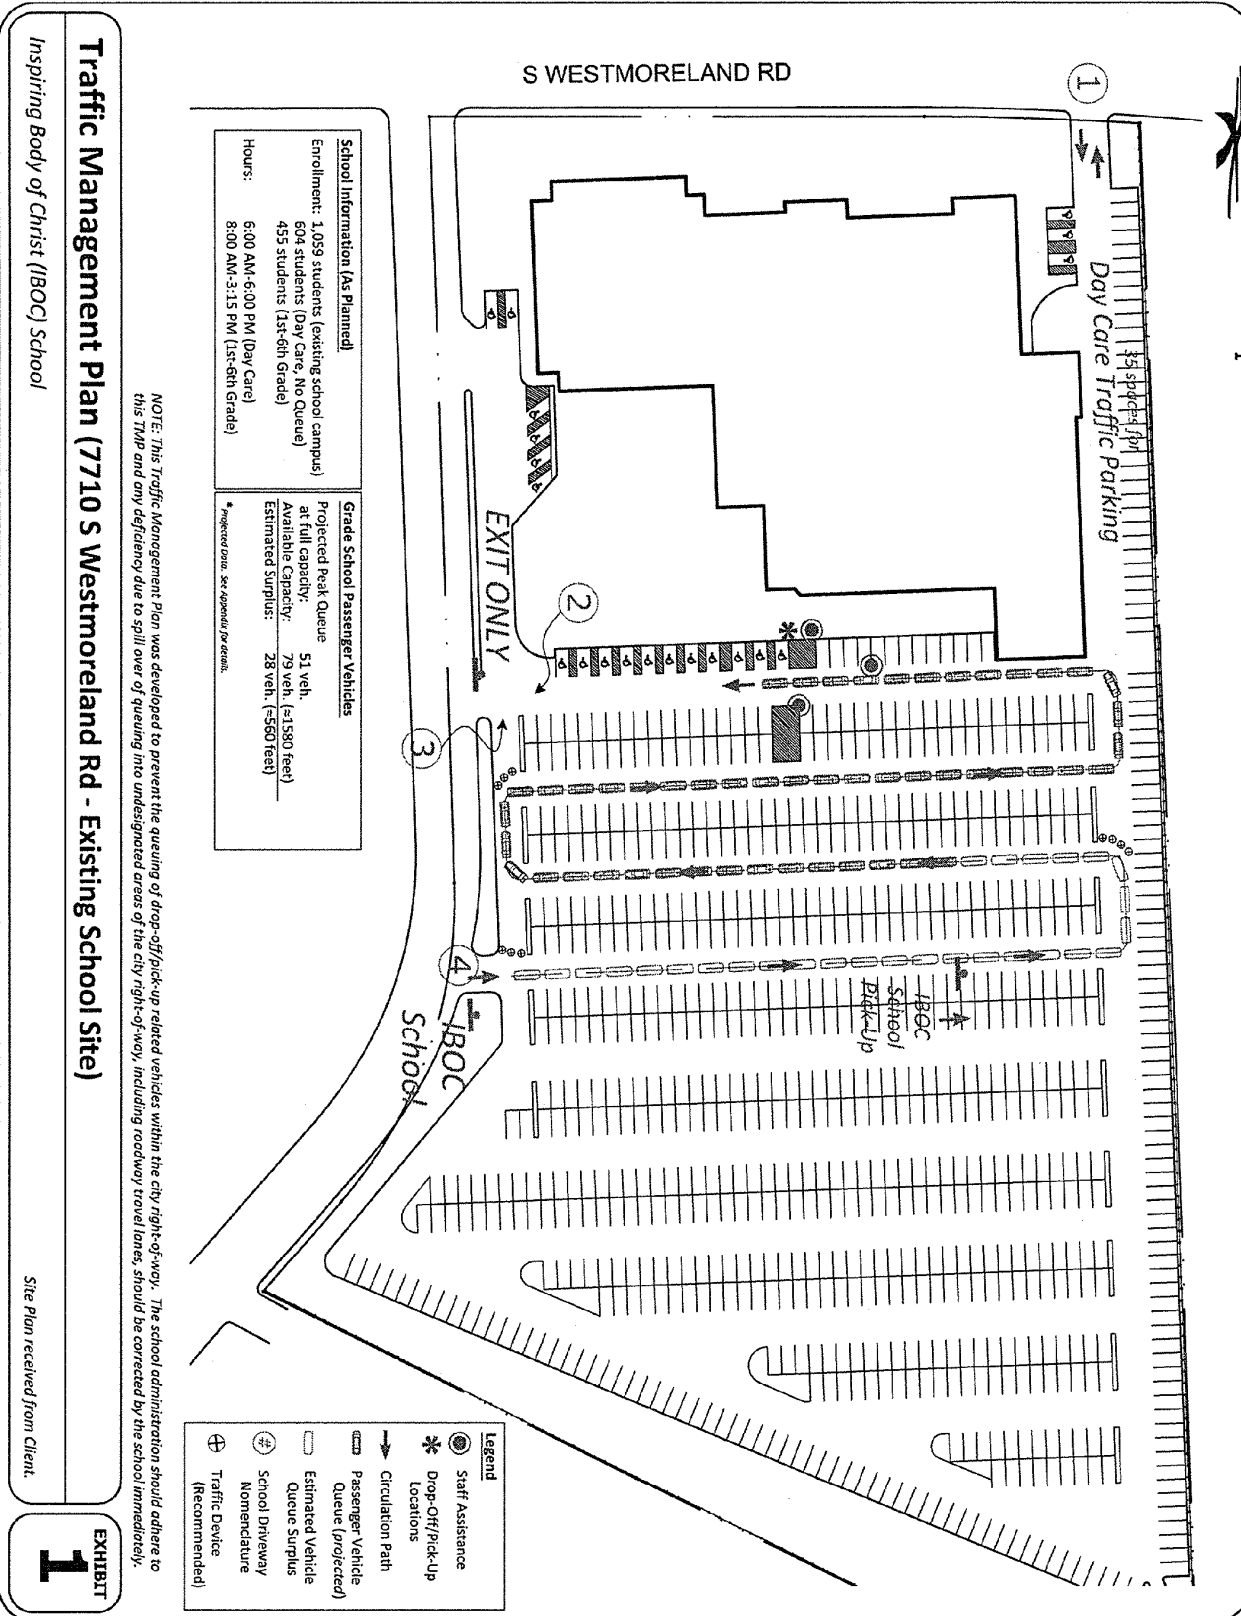 S WESTMORELAND RD
1
Day Care Traffic Parking
35 spaces for
EXIT ONLY
2
3
4
IBOC
School
IBOC
School
Pick-Up
School Information (As Planned)
Enrollment: 1,059 students (existing school campus)
604 students (Day Care, No Queue)
455 students (1st-6th Grade)
Hours: 6:00 AM-6:00 PM (Day Care)
8:00 AM-3:15 PM (1st-6th Grade)
Grade School Passenger Vehicles
Projected Peak Queue
at full capacity: 51 veh.
Available Capacity: 79 veh. (≈1580 feet)
Estimated Surplus: 28 veh. (≈560 feet)
* Projected Data. See Appendix for details.
Legend
Staff Assistance
Drop-Off/Pick-Up
Locations
Circulation Path
Passenger Vehicle
Queue (projected)
Estimated Vehicle
Queue Surplus
# School Driveway
Nomenclature
Traffic Device
(Recommended)
NOTE: This Traffic Management Plan was developed to prevent the queuing of drop-off/pick-up related vehicles within the city right-of-way. The school administration should adhere to
this TMP and any deficiency due to spill over of queuing into undesignated areas of the city right-of-way, including roadway travel lanes, should be corrected by the school immediately.
Traffic Management Plan (7710 S Westmoreland Rd - Existing School Site)
Inspiring Body of Christ (IBOC) School
Site Plan received from Client.
EXHIBIT
1